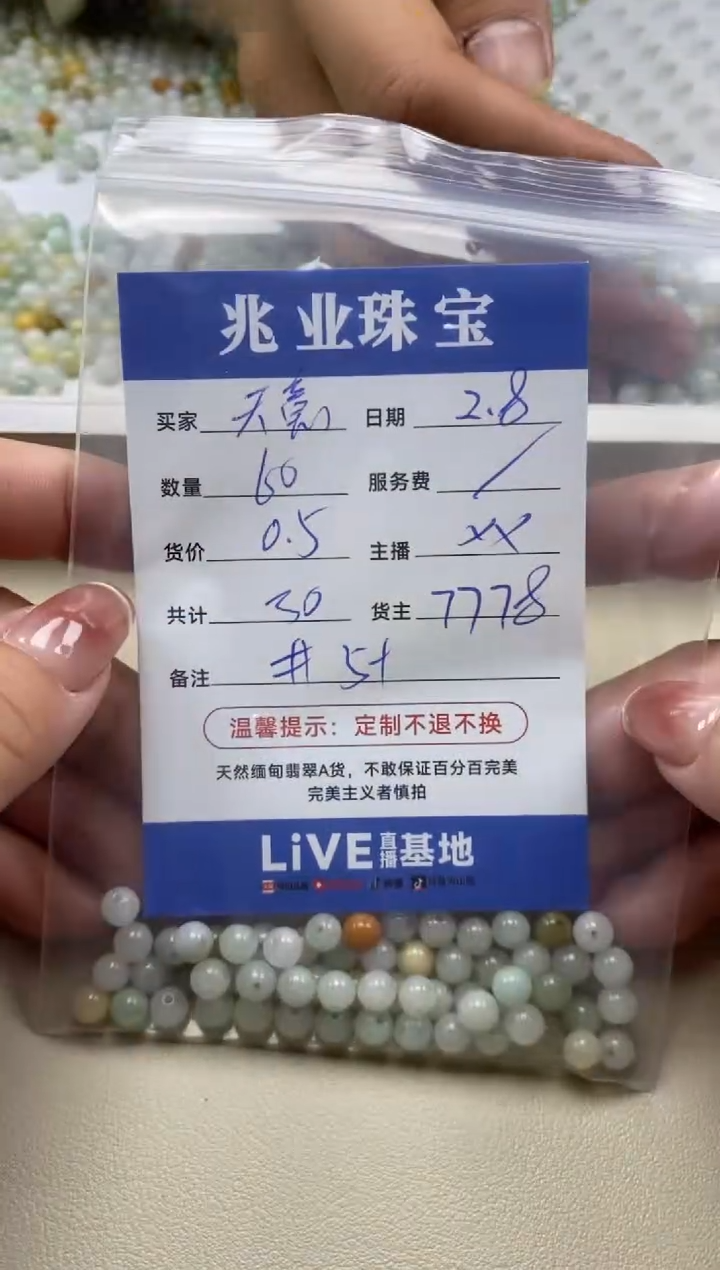 兆业珠宝
买家 天意 日期 2.8
数量 60 服务费 /
货价 0.5 主播 XX
共计 30 货主 7778
备注 # 5+
温馨提示：定制不退不换
天然缅甸翡翠A货，不敢保证百分百完美
完美主义者慎拍
LiVE直播基地